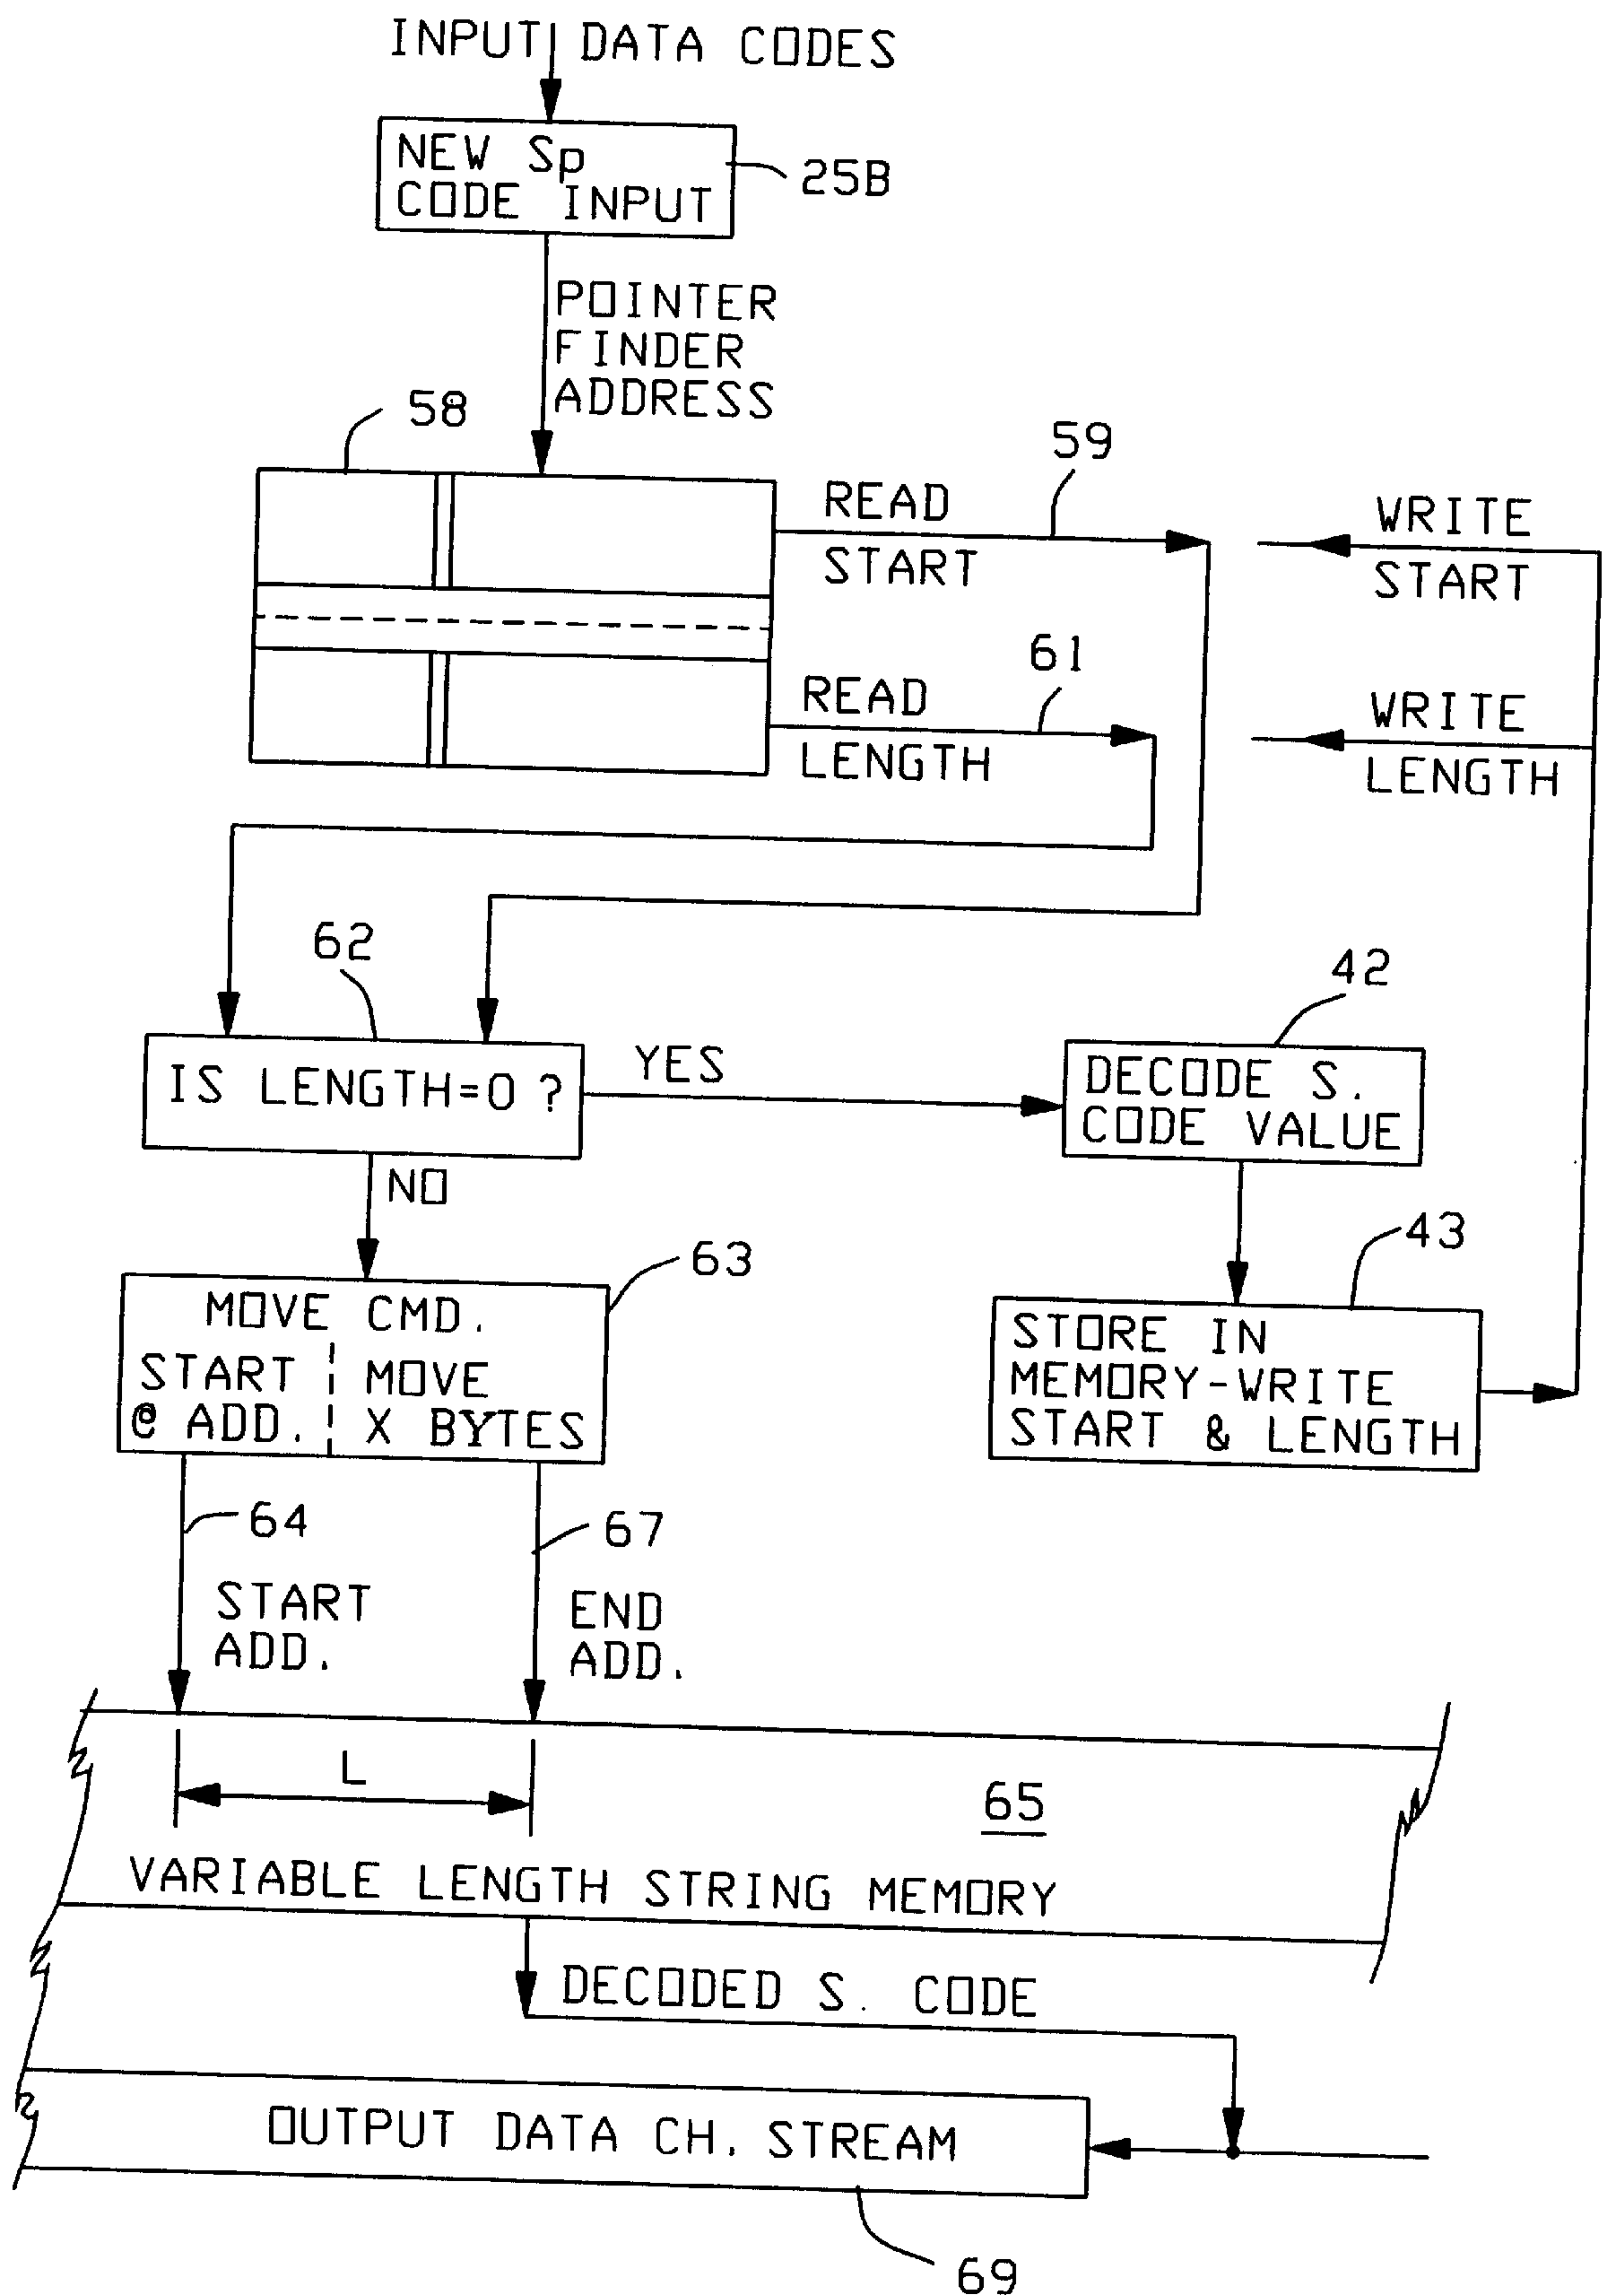 INPUT DATA CODES
NEW Sp
CODE INPUT
25B
POINTER
FINDER
ADDRESS
58
59
READ
START
WRITE
START
61
READ
LENGTH
WRITE
LENGTH
62
42
IS LENGTH=0 ?
YES
DECODE S.
CODE VALUE
NO
63
43
MOVE CMD.
START
@ ADD.
MOVE
X BYTES
STORE IN
MEMORY-WRITE
START & LENGTH
64
67
START
ADD.
END
ADD.
L
65
VARIABLE LENGTH STRING MEMORY
DECODED S. CODE
OUTPUT DATA CH. STREAM
69